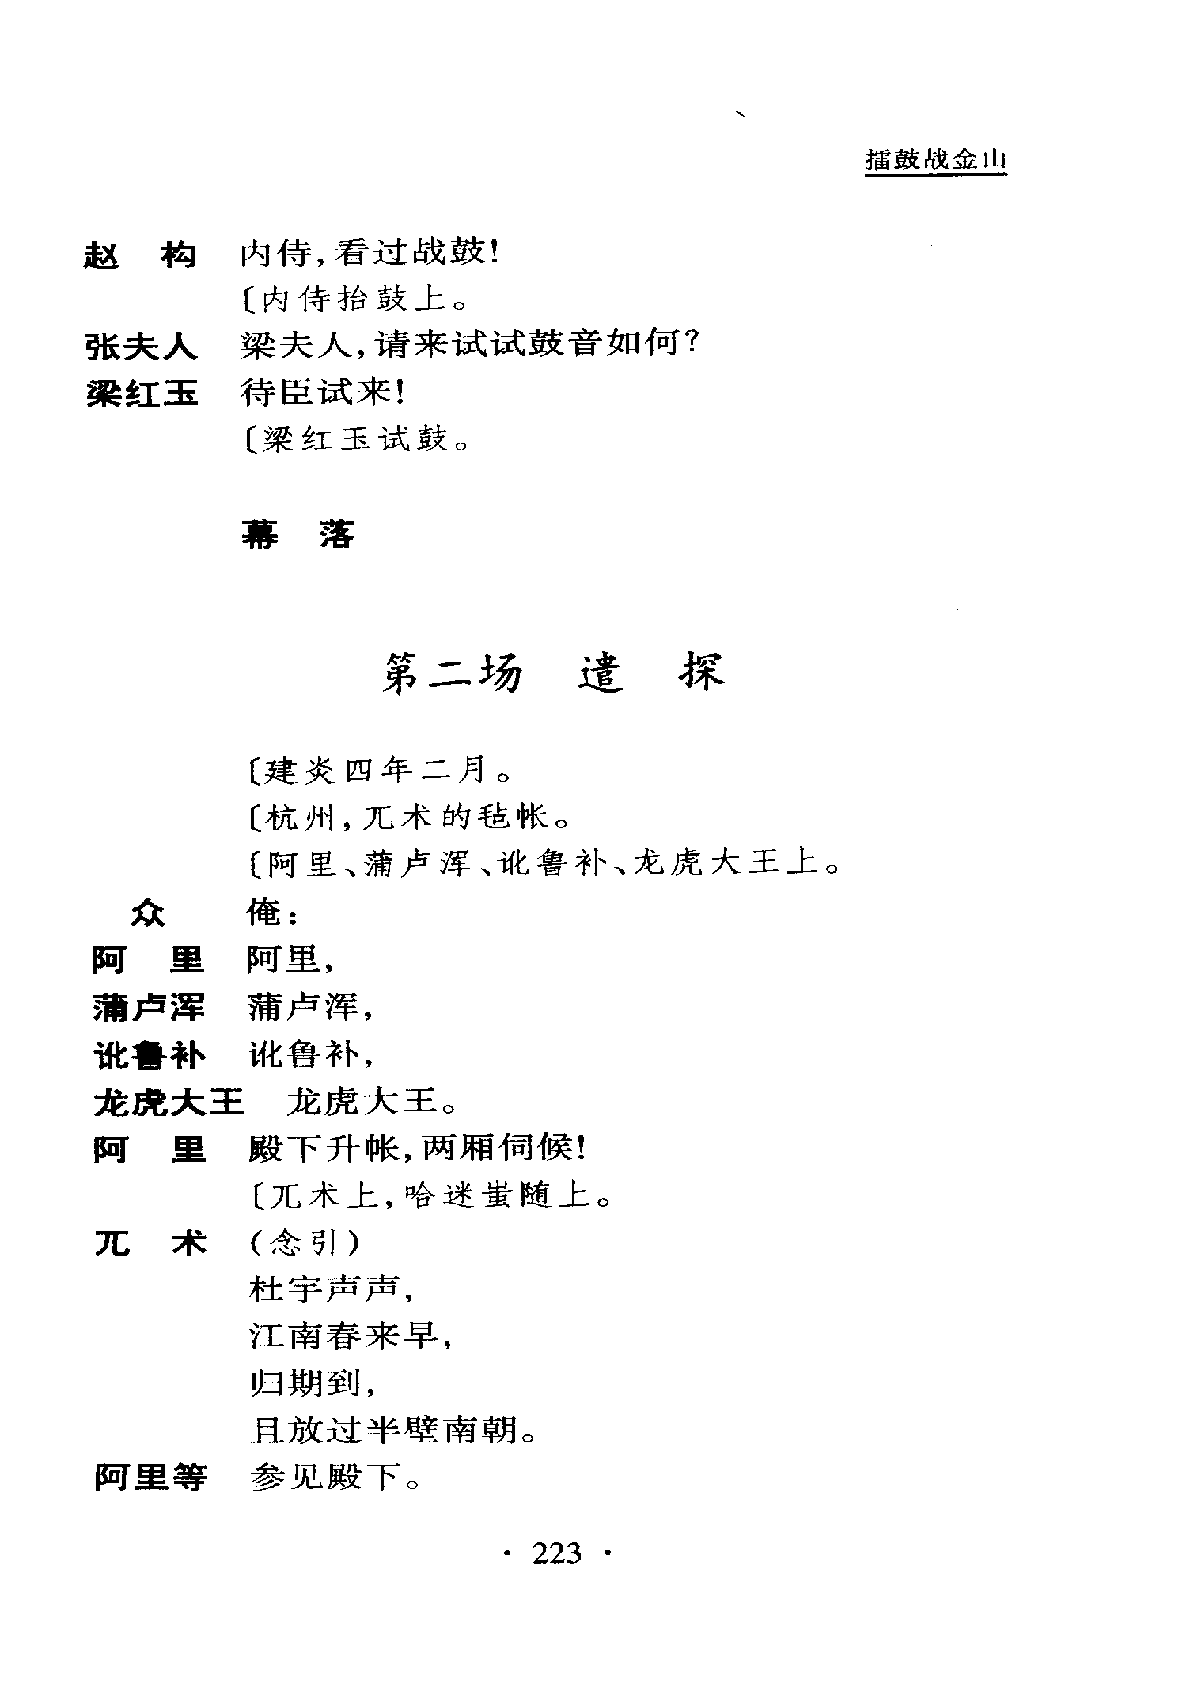 擂鼓战金山
赵　构　内侍,看过战鼓!
〔内侍抬鼓上。
张夫人　梁夫人,请来试试鼓音如何?
梁红玉　待臣试来!
〔梁红玉试鼓。
幕　落
第二场　遣　探
〔建炎四年二月。
〔杭州,兀术的毡帐。
〔阿里、蒲卢浑、讹鲁补、龙虎大王上。
众　俺:
阿　里　阿里,
蒲卢浑　蒲卢浑,
讹鲁补　讹鲁补,
龙虎大王　龙虎大王。
阿　里　殿下升帐,两厢伺候!
〔兀术上,哈迷蚩随上。
兀　术　(念引)
杜宇声声,
江南春来早,
归期到,
且放过半壁南朝。
阿里等　参见殿下。
· 223 ·